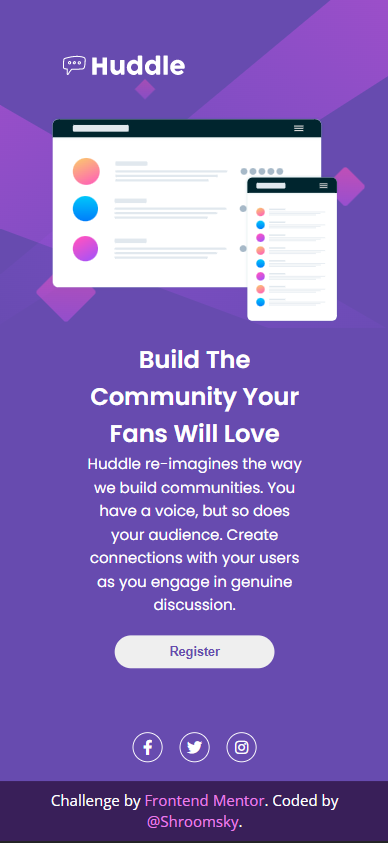 Huddle
Build The
Community Your
Fans Will Love
Huddle re-imagines the way
we build communities. You
have a voice, but so does
your audience. Create
connections with your users
as you engage in genuine
discussion.
Register
Challenge by Frontend Mentor. Coded by
@Shroomsky.